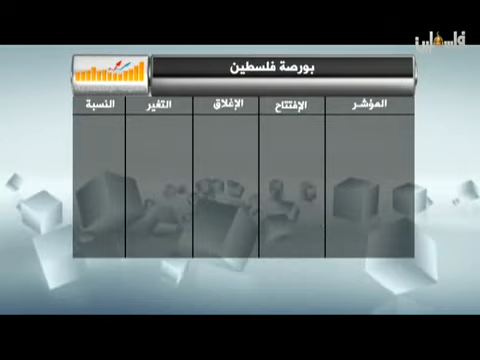 فلسطين
بورصة فلسطين
المؤشر الإفتتاح الإغلاق التغير النسبة